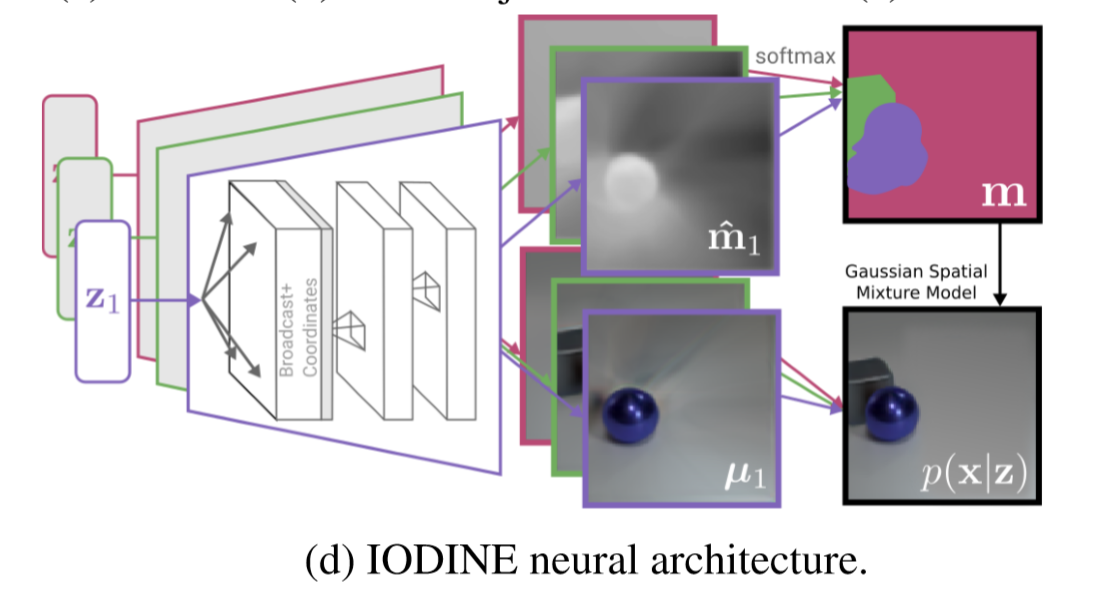 softmax
z
z
z₁
Broadcast+
Coordinates
m̂₁
m
Gaussian Spatial
Mixture Model
μ₁
p(x|z)
(d) IODINE neural architecture.